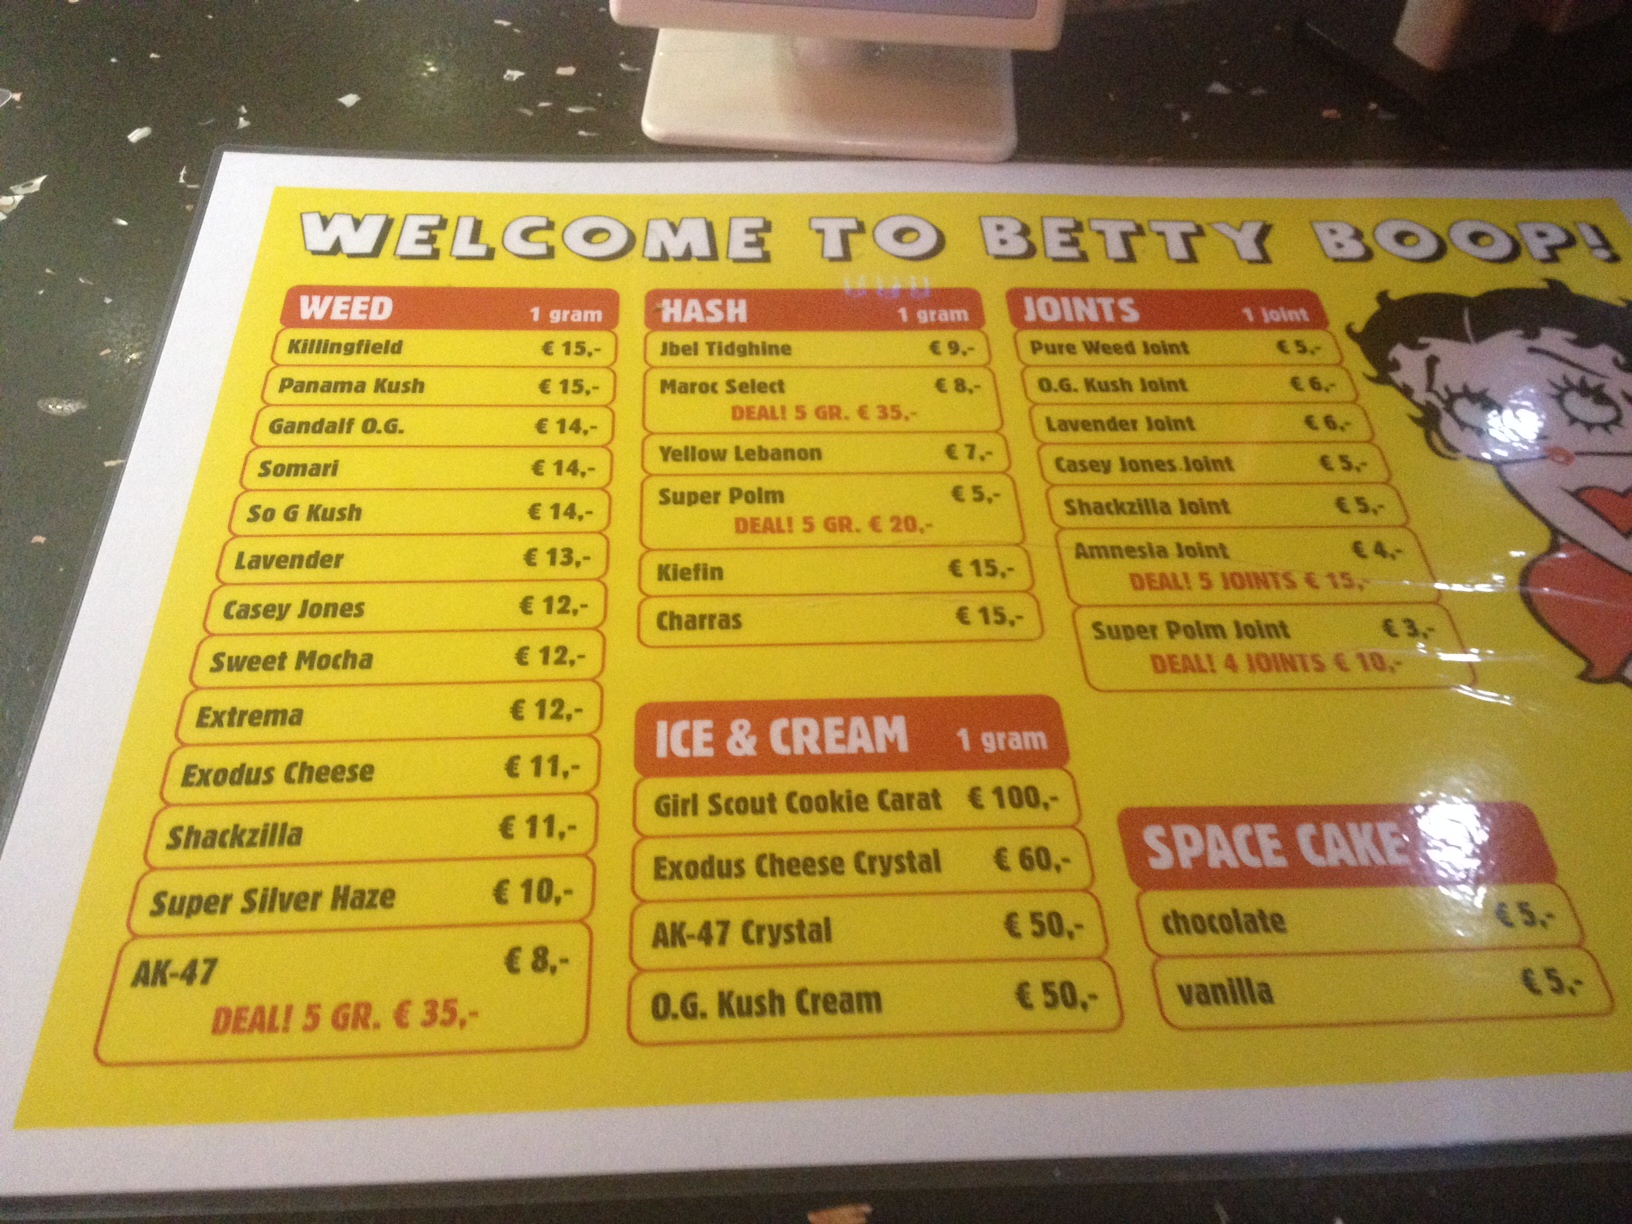 WELCOME TO BETTY BOOP!
WEED 1 gram
Killingfield € 15,-
Panama Kush € 15,-
Gandalf O.G. € 14,-
Somari € 14,-
So G Kush € 14,-
Lavender € 13,-
Casey Jones € 12,-
Sweet Mocha € 12,-
Extrema € 12,-
Exodus Cheese € 11,-
Shackzilla € 11,-
Super Silver Haze € 10,-
AK-47 € 8,-
DEAL! 5 GR. € 35,-
HASH 1 gram
Jbel Tidghine € 9,-
Maroc Select € 8,-
DEAL! 5 GR. € 35,-
Yellow Lebanon € 7,-
Super Polm € 5,-
DEAL! 5 GR. € 20,-
Kiefin € 15,-
Charras € 15,-
ICE & CREAM 1 gram
Girl Scout Cookie Carat € 100,-
Exodus Cheese Crystal € 60,-
AK-47 Crystal € 50,-
O.G. Kush Cream € 50,-
JOINTS 1 joint
Pure Weed Joint € 5,-
O.G. Kush Joint € 6,-
Lavender Joint € 6,-
Casey Jones Joint € 5,-
Shackzilla Joint € 5,-
Amnesia Joint € 4,-
DEAL! 5 JOINTS € 15,-
Super Polm Joint € 3,-
DEAL! 4 JOINTS € 10,-
SPACE CAKE
chocolate € 5,-
vanilla € 5,-